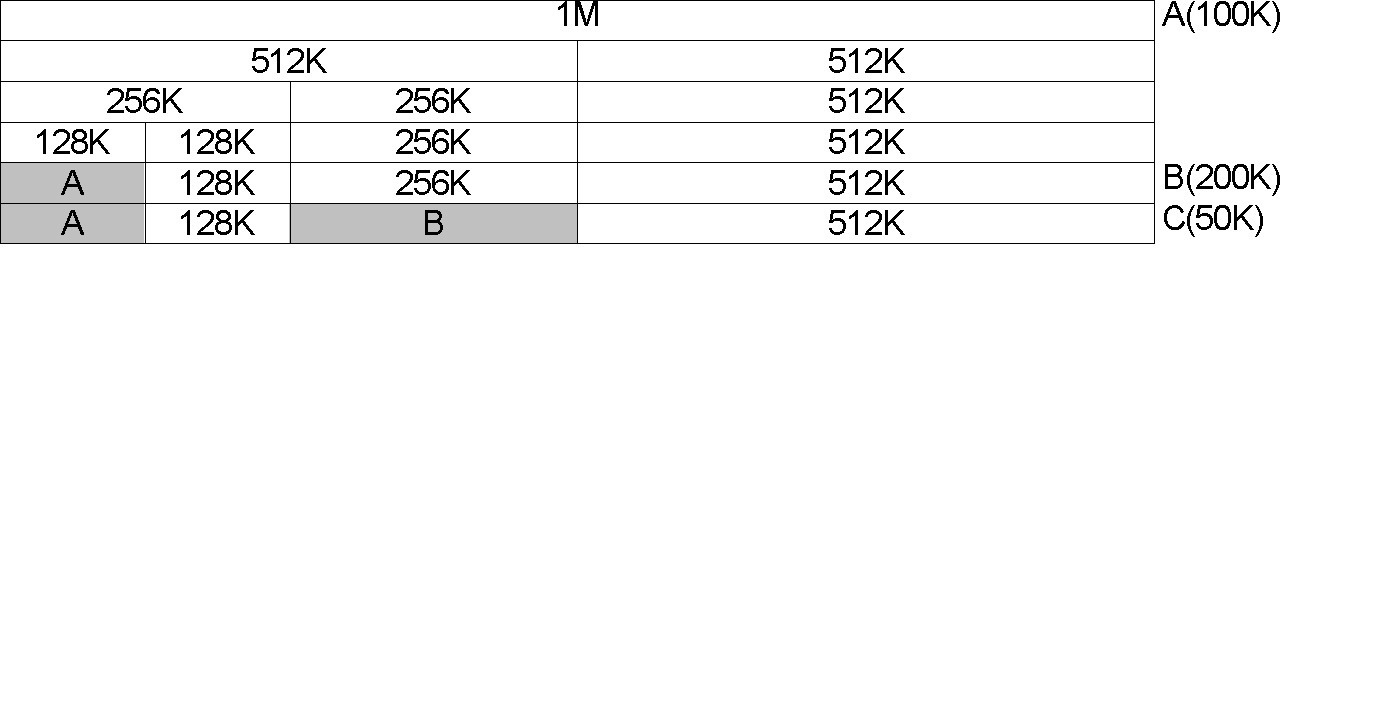 1M A(100K)
512K 512K
256K 256K 512K
128K 128K 256K 512K
A 128K 256K 512K B(200K)
A 128K B 512K C(50K)